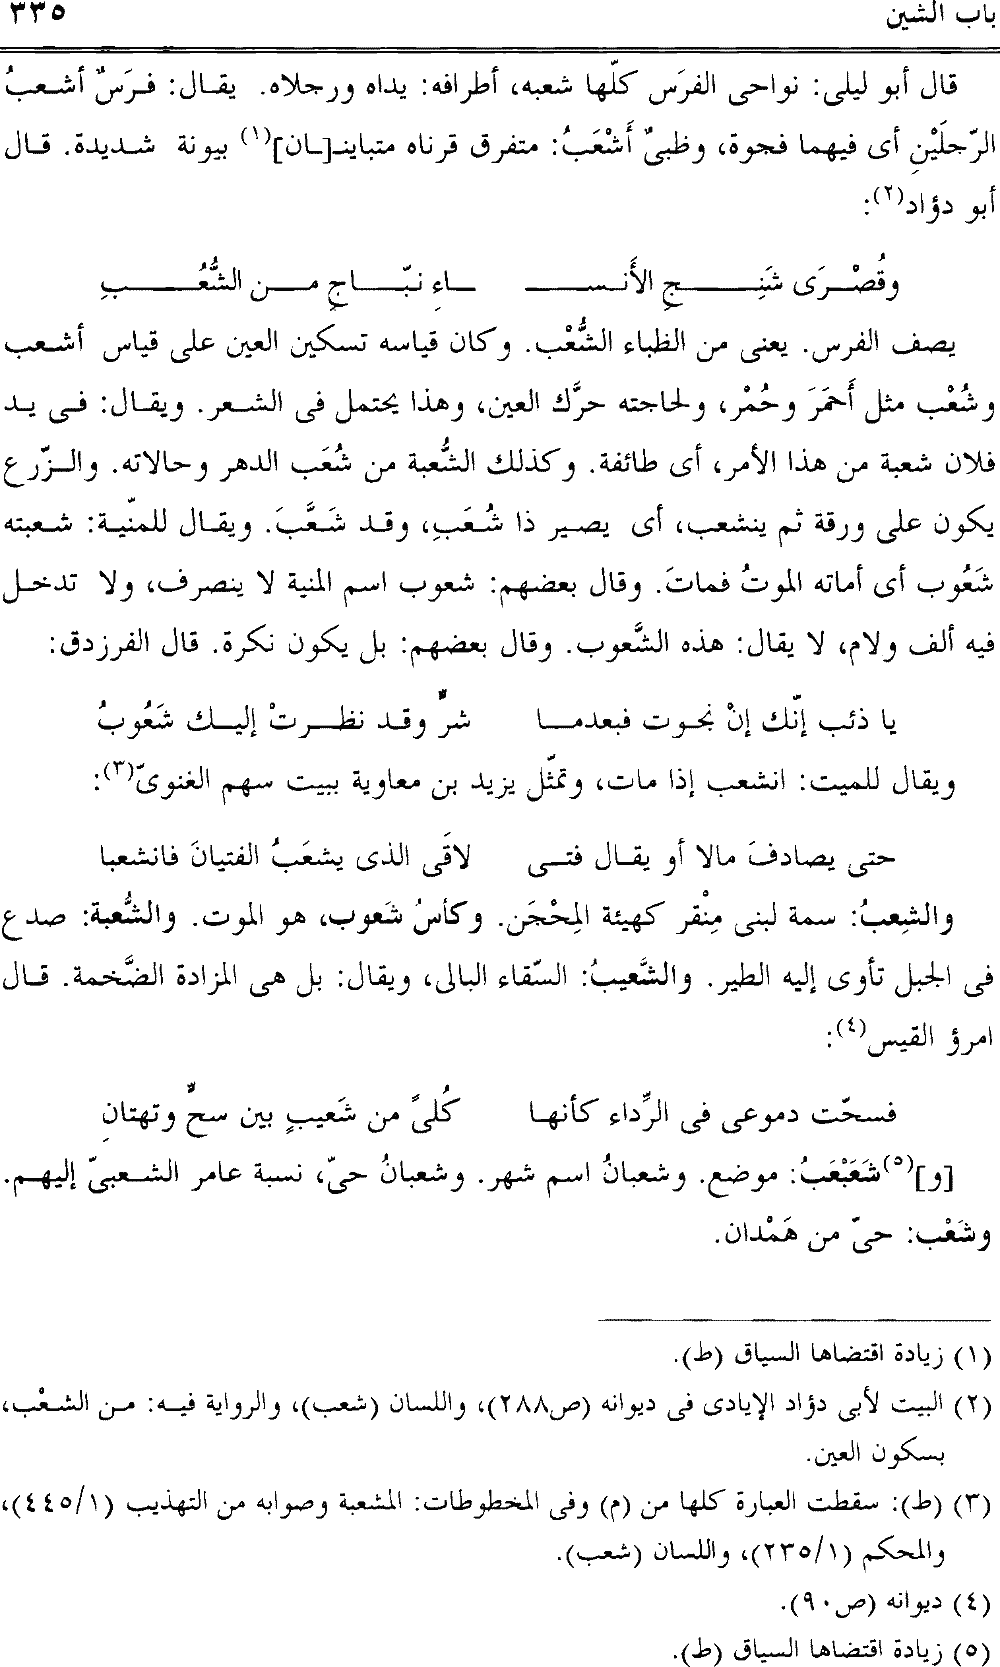 باب الشين ٣٣٥
قال أبو ليلى: نواحى الفرَس كلّها شعبه، أطرافه: يداه ورجلاه. يقال: فرَسٌ أشعبُ
الرّجلَيْنِ أى فيهما فجوة، وظبىٌ أَشْعَبُ: متفرق قرناه متباينـ[ـان](١) بيونة شديدة. قال
أبو دؤاد(٢):
وقُصْرَى شَنِجِ الأَنسـ ـاءِ نبّاجِ من الشُّعُبِ
يصف الفرس. يعنى من الظباء الشُّعْب. وكان قياسه تسكين العين على قياس أشعب
وشُعْب مثل أَحمَرَ وحُمْر، ولحاجته حرَّك العين، وهذا يحتمل فى الشعر. ويقال: فى يد
فلان شعبة من هذا الأمر، أى طائفة. وكذلك الشُّعبة من شُعَب الدهر وحالاته. والزّرع
يكون على ورقة ثم ينشعب، أى يصير ذا شُعَبِ، وقد شَعَّبَ. ويقال للمنّية: شعبته
شَعُوب أى أماته الموتُ فماتَ. وقال بعضهم: شعوب اسم المنية لا ينصرف، ولا تدخل
فيه ألف ولام، لا يقال: هذه الشَّعوب. وقال بعضهم: بل يكون نكرة. قال الفرزدق:
يا ذئب إنّك إنْ نجوت فبعدما شرٌّ وقد نظرتْ إليك شَعُوبُ
ويقال للميت: انشعب إذا مات، وتمثّل يزيد بن معاوية ببيت سهم الغنوىّ(٣):
حتى يصادفَ مالا أو يقال فتى لاقَى الذى يشعَبُ الفتيانَ فانشعبا
والشِعبُ: سمة لبنى مِنْقر كهيئة المِحْجَن. وكأسُ شَعوب، هو الموت. والشُّعبة: صدع
فى الجبل تأوى إليه الطير. والشَّعيبُ: السّقاء البالى، ويقال: بل هى المزادة الضَّخمة. قال
امرؤ القيس(٤):
فسحّت دموعى فى الرِّداء كأنها كُلىً من شَعيبٍ بين سحٍّ وتهتانِ
[و](٥)شَعَبْعَبُ: موضع. وشعبانُ اسم شهر. وشعبانُ حىّ، نسبة عامر الشعبىّ إليهم.
وشَعْب: حىّ من هَمْدان.
(١) زيادة اقتضاها السياق (ط).
(٢) البيت لأبى دؤاد الإيادى فى ديوانه (ص٢٨٨)، واللسان (شعب)، والرواية فيه: من الشعْب،
بسكون العين.
(٣) (ط): سقطت العبارة كلها من (م) وفى المخطوطات: المشعبة وصوابه من التهذيب (٤٤٥/١)،
والمحكم (٢٣٥/١)، واللسان (شعب).
(٤) ديوانه (ص٩٠).
(٥) زيادة اقتضاها السياق (ط).